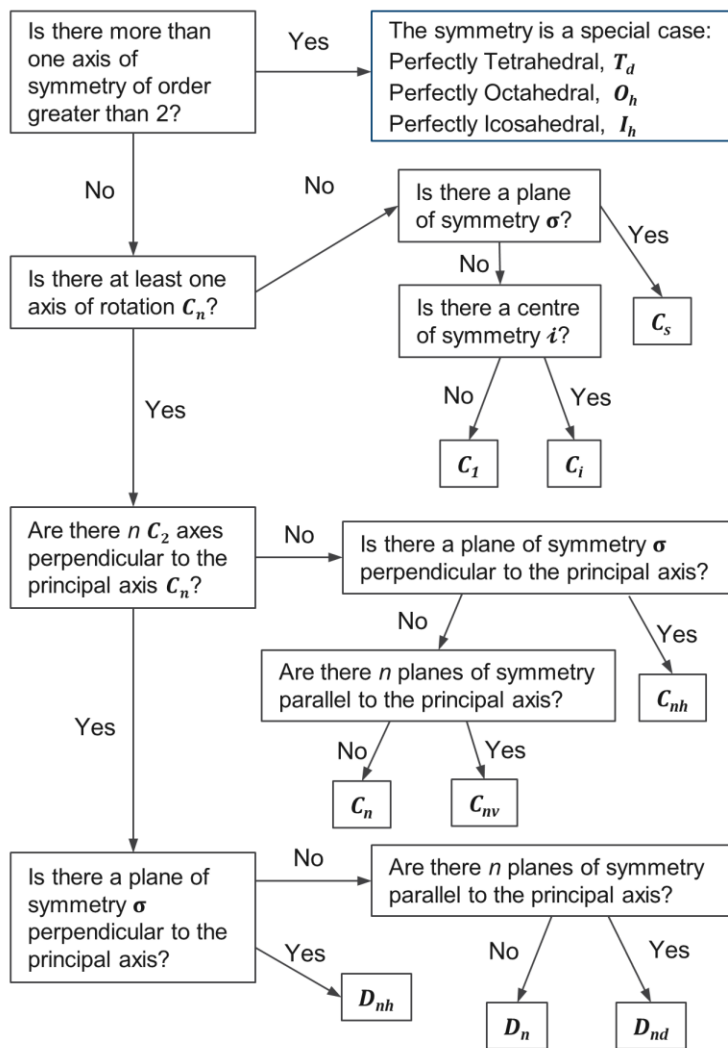 Is there more than
one axis of
symmetry of order
greater than 2?
Yes
The symmetry is a special case:
Perfectly Tetrahedral, T_d
Perfectly Octahedral, O_h
Perfectly Icosahedral, I_h
No
No
Is there a plane
of symmetry σ?
Yes
No
Is there at least one
axis of rotation C_n?
Is there a centre
of symmetry i?
C_s
Yes
No
Yes
C_1
C_i
Are there n C_2 axes
perpendicular to the
principal axis C_n?
No
Is there a plane of symmetry σ
perpendicular to the principal axis?
No
Yes
Are there n planes of symmetry
parallel to the principal axis?
C_nh
Yes
No
Yes
C_n
C_nv
Is there a plane of
symmetry σ
perpendicular to the
principal axis?
No
Are there n planes of symmetry
parallel to the principal axis?
Yes
No
Yes
D_nh
D_n
D_nd